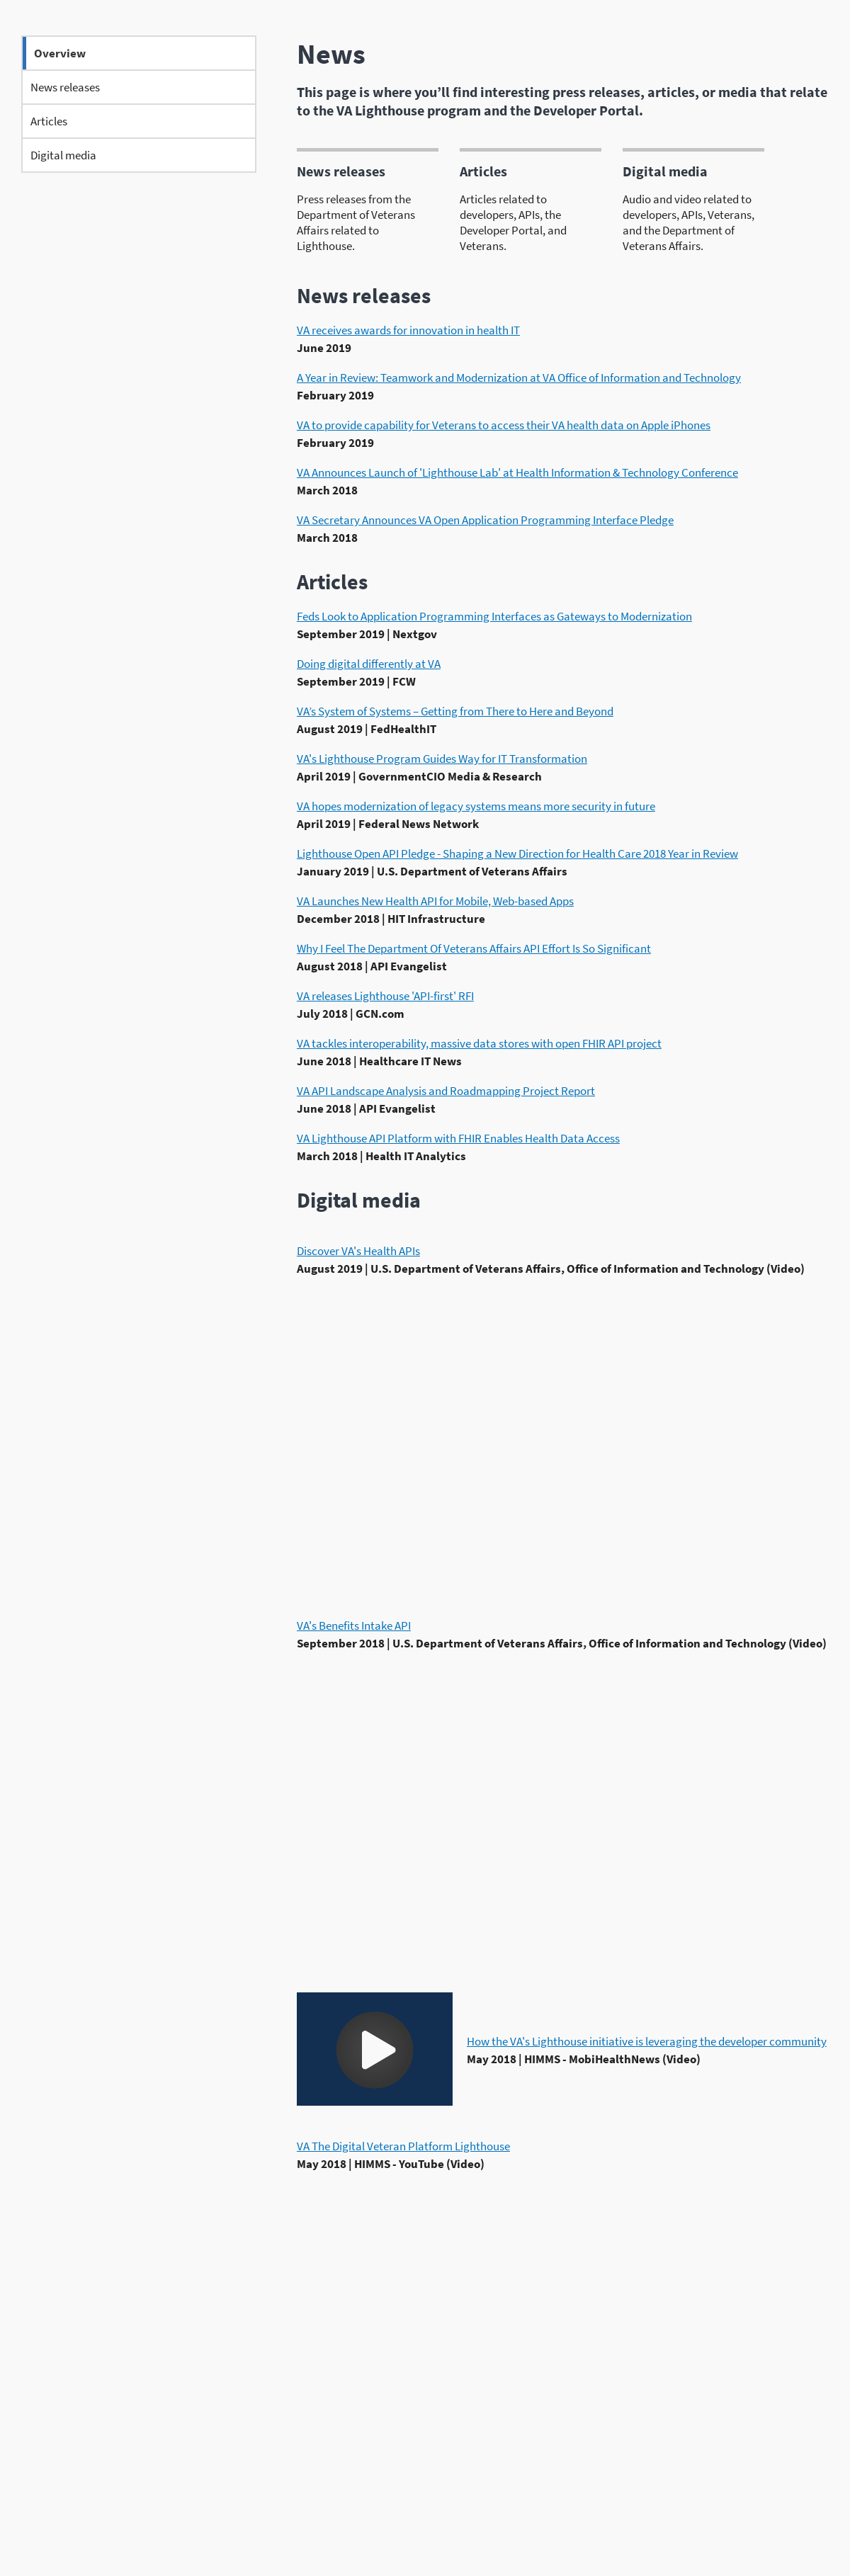 Overview
News releases
Articles
Digital media
News
This page is where you’ll find interesting press releases, articles, or media that relate
to the VA Lighthouse program and the Developer Portal.
News releases
Press releases from the
Department of Veterans
Affairs related to
Lighthouse.
Articles
Articles related to
developers, APIs, the
Developer Portal, and
Veterans.
Digital media
Audio and video related to
developers, APIs, Veterans,
and the Department of
Veterans Affairs.
News releases
VA receives awards for innovation in health IT
June 2019
A Year in Review: Teamwork and Modernization at VA Office of Information and Technology
February 2019
VA to provide capability for Veterans to access their VA health data on Apple iPhones
February 2019
VA Announces Launch of 'Lighthouse Lab' at Health Information & Technology Conference
March 2018
VA Secretary Announces VA Open Application Programming Interface Pledge
March 2018
Articles
Feds Look to Application Programming Interfaces as Gateways to Modernization
September 2019 | Nextgov
Doing digital differently at VA
September 2019 | FCW
VA’s System of Systems – Getting from There to Here and Beyond
August 2019 | FedHealthIT
VA's Lighthouse Program Guides Way for IT Transformation
April 2019 | GovernmentCIO Media & Research
VA hopes modernization of legacy systems means more security in future
April 2019 | Federal News Network
Lighthouse Open API Pledge - Shaping a New Direction for Health Care 2018 Year in Review
January 2019 | U.S. Department of Veterans Affairs
VA Launches New Health API for Mobile, Web-based Apps
December 2018 | HIT Infrastructure
Why I Feel The Department Of Veterans Affairs API Effort Is So Significant
August 2018 | API Evangelist
VA releases Lighthouse 'API-first' RFI
July 2018 | GCN.com
VA tackles interoperability, massive data stores with open FHIR API project
June 2018 | Healthcare IT News
VA API Landscape Analysis and Roadmapping Project Report
June 2018 | API Evangelist
VA Lighthouse API Platform with FHIR Enables Health Data Access
March 2018 | Health IT Analytics
Digital media
Discover VA's Health APIs
August 2019 | U.S. Department of Veterans Affairs, Office of Information and Technology (Video)
VA's Benefits Intake API
September 2018 | U.S. Department of Veterans Affairs, Office of Information and Technology (Video)
How the VA's Lighthouse initiative is leveraging the developer community
May 2018 | HIMMS - MobiHealthNews (Video)
VA The Digital Veteran Platform Lighthouse
May 2018 | HIMMS - YouTube (Video)